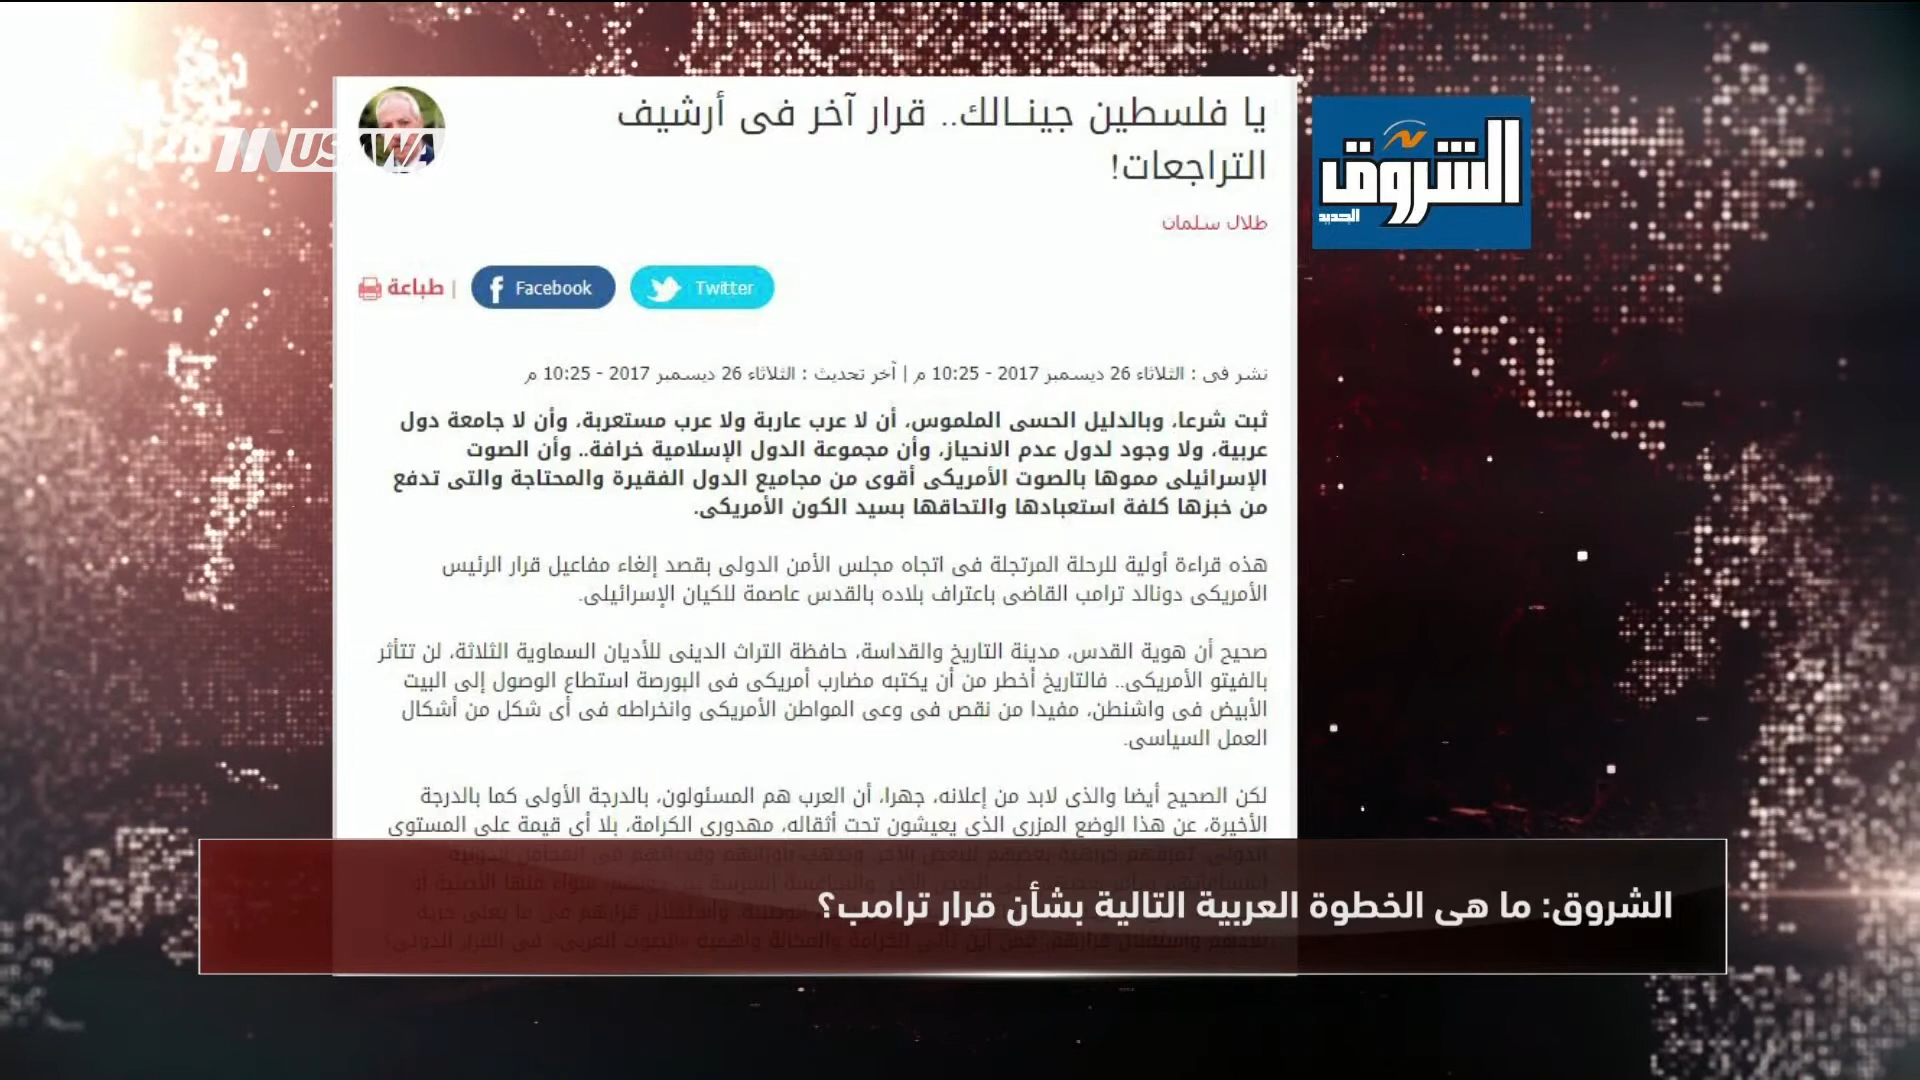 يا فلسطين جينـالك.. قرار آخر فى أرشيف
التراجعات!
طلال سلمان
MUSAWA
الشروق
الجديد
طباعة | Facebook Twitter
نشر فى : الثلاثاء 26 ديسمبر 2017 - 10:25 م | آخر تحديث : الثلاثاء 26 ديسمبر 2017 - 10:25 م
ثبت شرعا، وبالدليل الحسى الملموس، أن لا عرب عاربة ولا عرب مستعربة، وأن لا جامعة دول
عربية، ولا وجود لدول عدم الانحياز، وأن مجموعة الدول الإسلامية خرافة.. وأن الصوت
الإسرائيلى مموها بالصوت الأمريكى أقوى من مجاميع الدول الفقيرة والمحتاجة والتى تدفع
من خبزها كلفة استعبادها والتحاقها بسيد الكون الأمريكى.
هذه قراءة أولية للرحلة المرتجلة فى اتجاه مجلس الأمن الدولى بقصد إلغاء مفاعيل قرار الرئيس
الأمريكى دونالد ترامب القاضى باعتراف بلاده بالقدس عاصمة للكيان الإسرائيلى.
صحيح أن هوية القدس، مدينة التاريخ والقداسة، حافظة التراث الدينى للأديان السماوية الثلاثة، لن تتأثر
بالفيتو الأمريكى.. فالتاريخ أخطر من أن يكتبه مضارب أمريكى فى البورصة استطاع الوصول إلى البيت
الأبيض فى واشنطن، مفيدا من نقص فى وعى المواطن الأمريكى وانخراطه فى أى شكل من أشكال
العمل السياسى.
لكن الصحيح أيضا والذى لابد من إعلانه، جهرا، أن العرب هم المسئولون، بالدرجة الأولى كما بالدرجة
الأخيرة، عن هذا الوضع المزرى الذى يعيشون تحت أثقاله، مهدورى الكرامة، بلا أى قيمة على المستوى
الشروق: ما هى الخطوة العربية التالية بشأن قرار ترامب؟